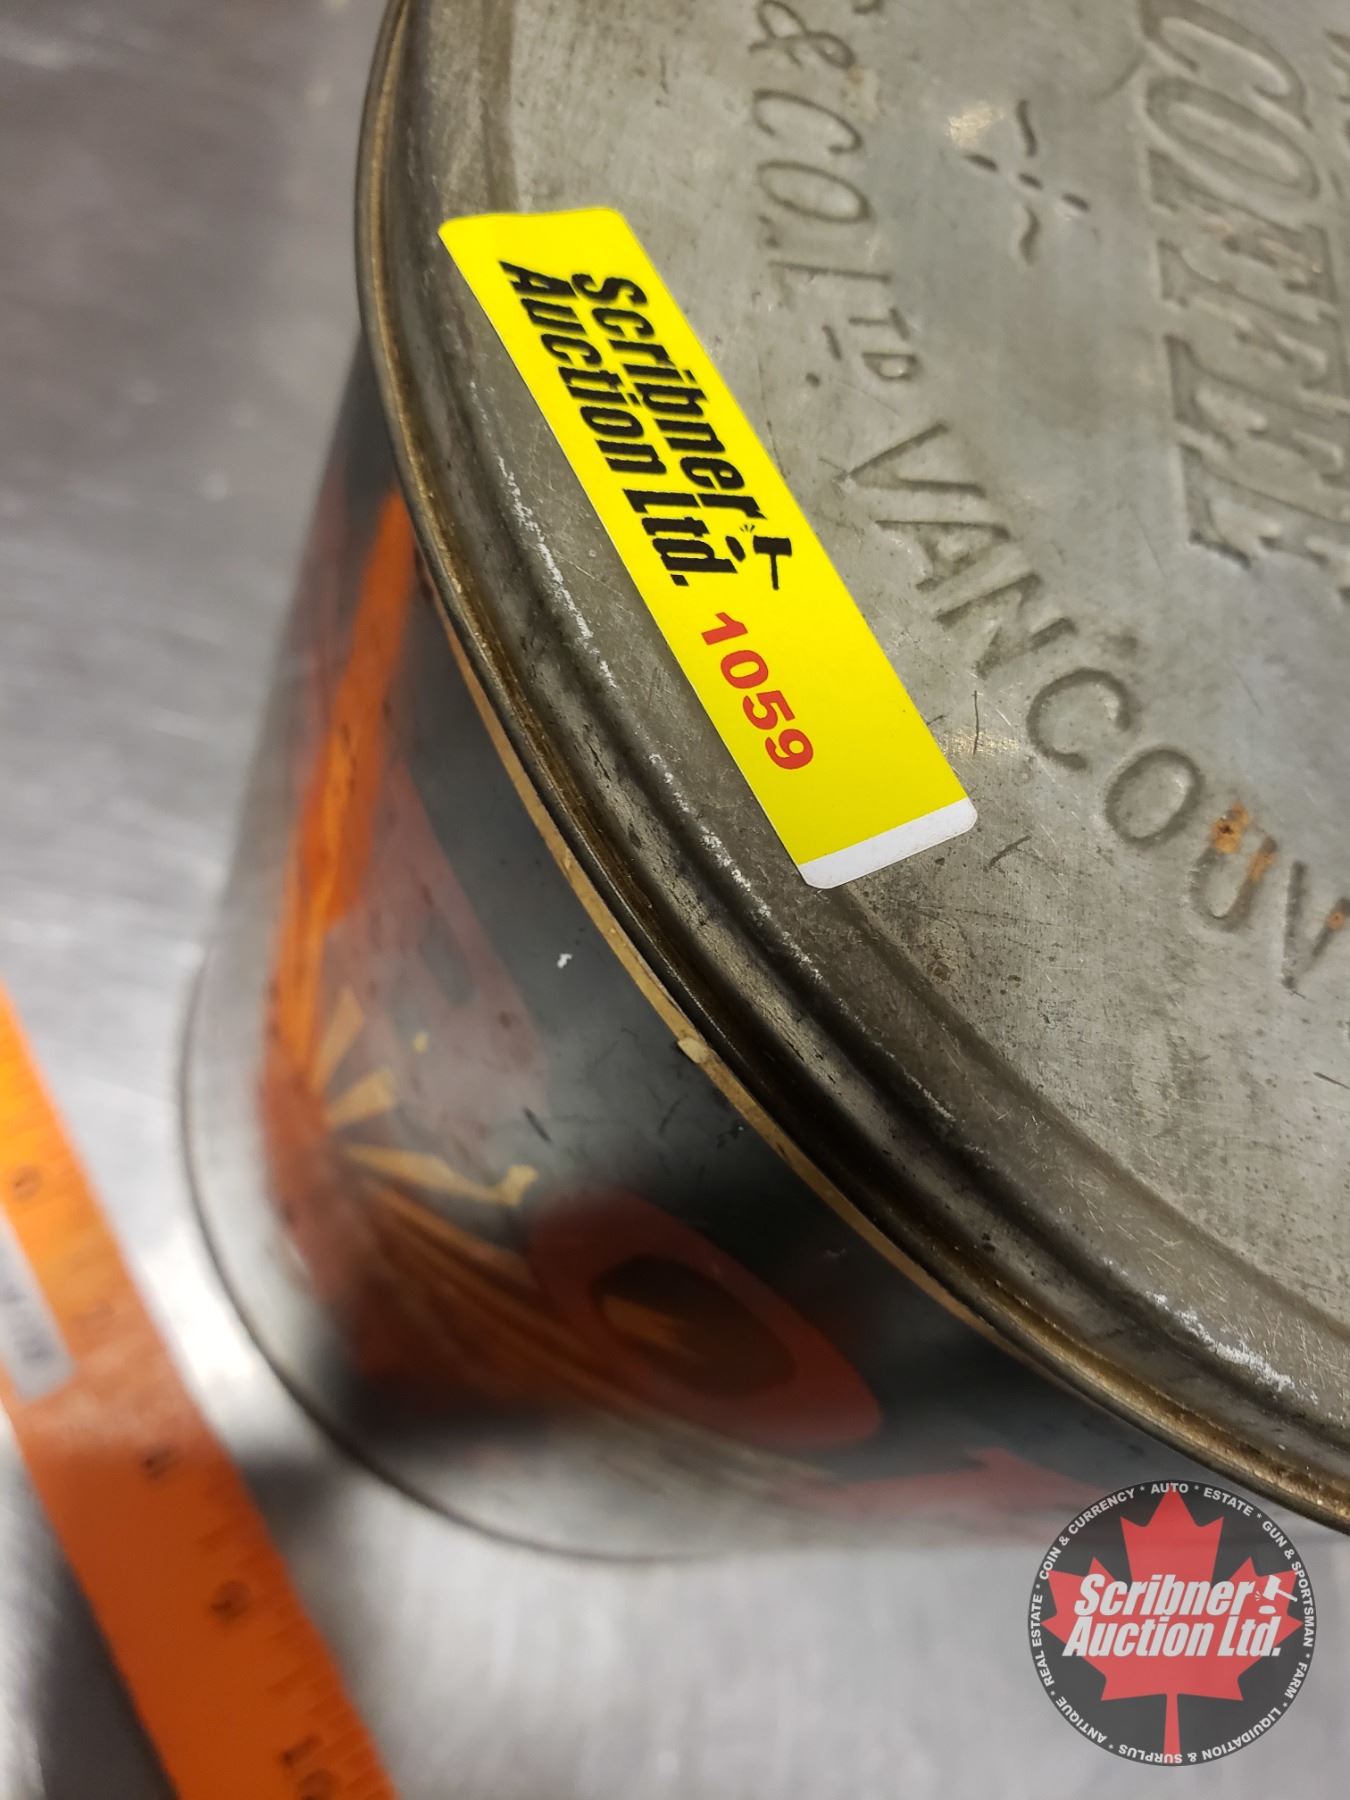 & CO. LTD VANCOUV
COFFEE
Scribner
Auction Ltd.
1059
COIN & CURRENCY * AUTO * ESTATE * GUN & SPORTSMAN * FARM * LIQUIDATION & SURPLUS * ANTIQUE * REAL ESTATE *
Scribner
Auction Ltd.